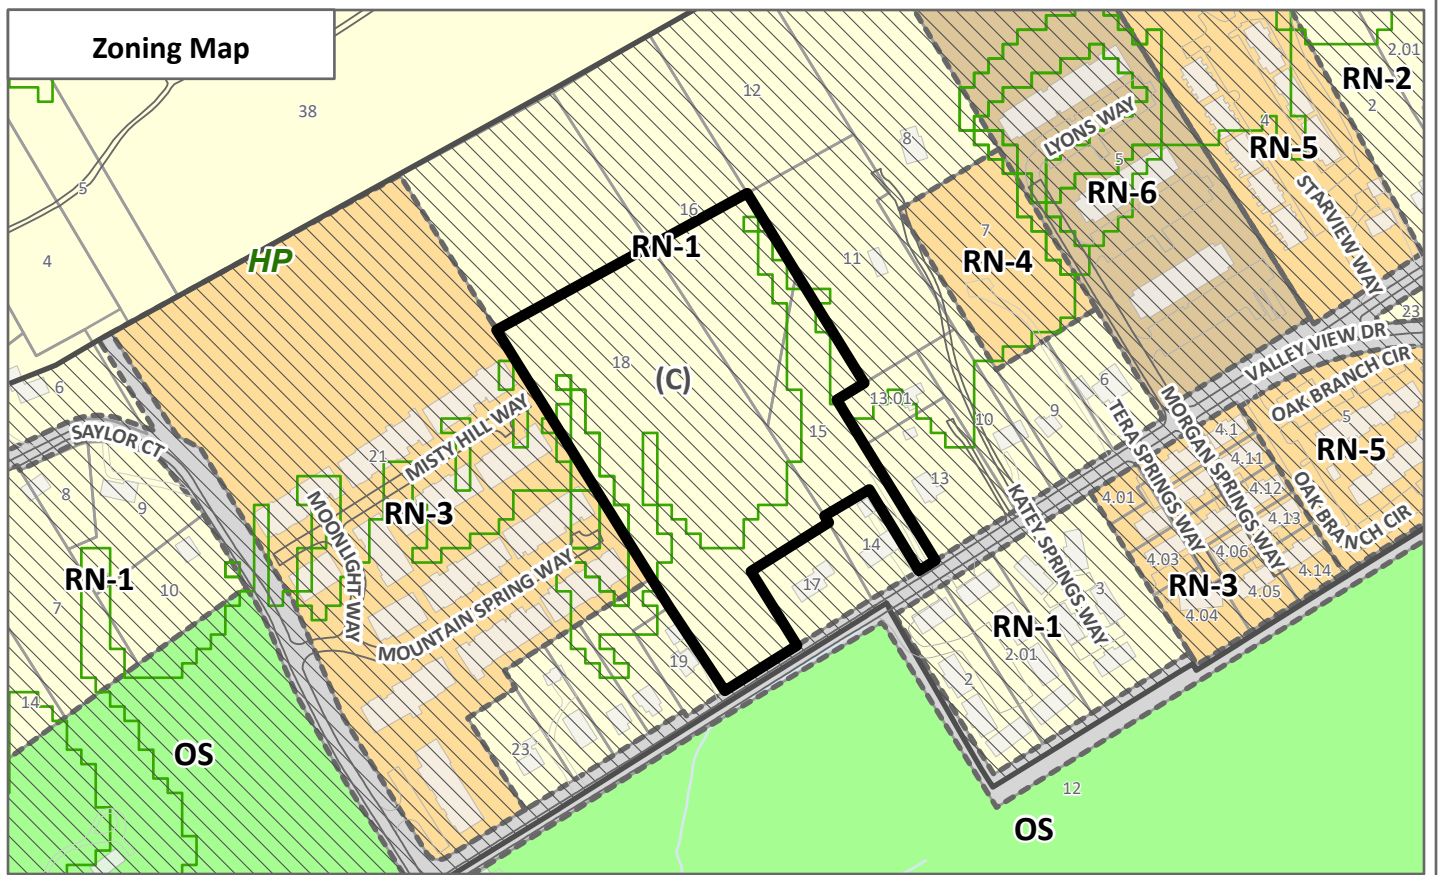 Zoning Map
38
12
8
2.01
RN-2
2
4
RN-5
LYONS WAY
5
RN-6
STARVIEW WAY
5
4
HP
16
RN-1
7
RN-4
11
23
VALLEY VIEW DR
OAK BRANCH CIR
6
18
(C)
6
13.01
15
10
9
5
RN-5
SAYLOR CT
MISTY HILL WAY
21
RN-3
MOONLIGHT WAY
MOUNTAIN SPRING WAY
8
9
RN-1
10
7
13
14
17
19
KATEY SPRINGS WAY
TERA SPRINGS WAY
MORGAN SPRINGS WAY
4.1
4.11
4.12
4.13
4.01
4.03
4.06
4.14
4.05
4.04
RN-3
OAK BRANCH CIR
3
RN-1
2.01
2
14
OS
23
12
OS